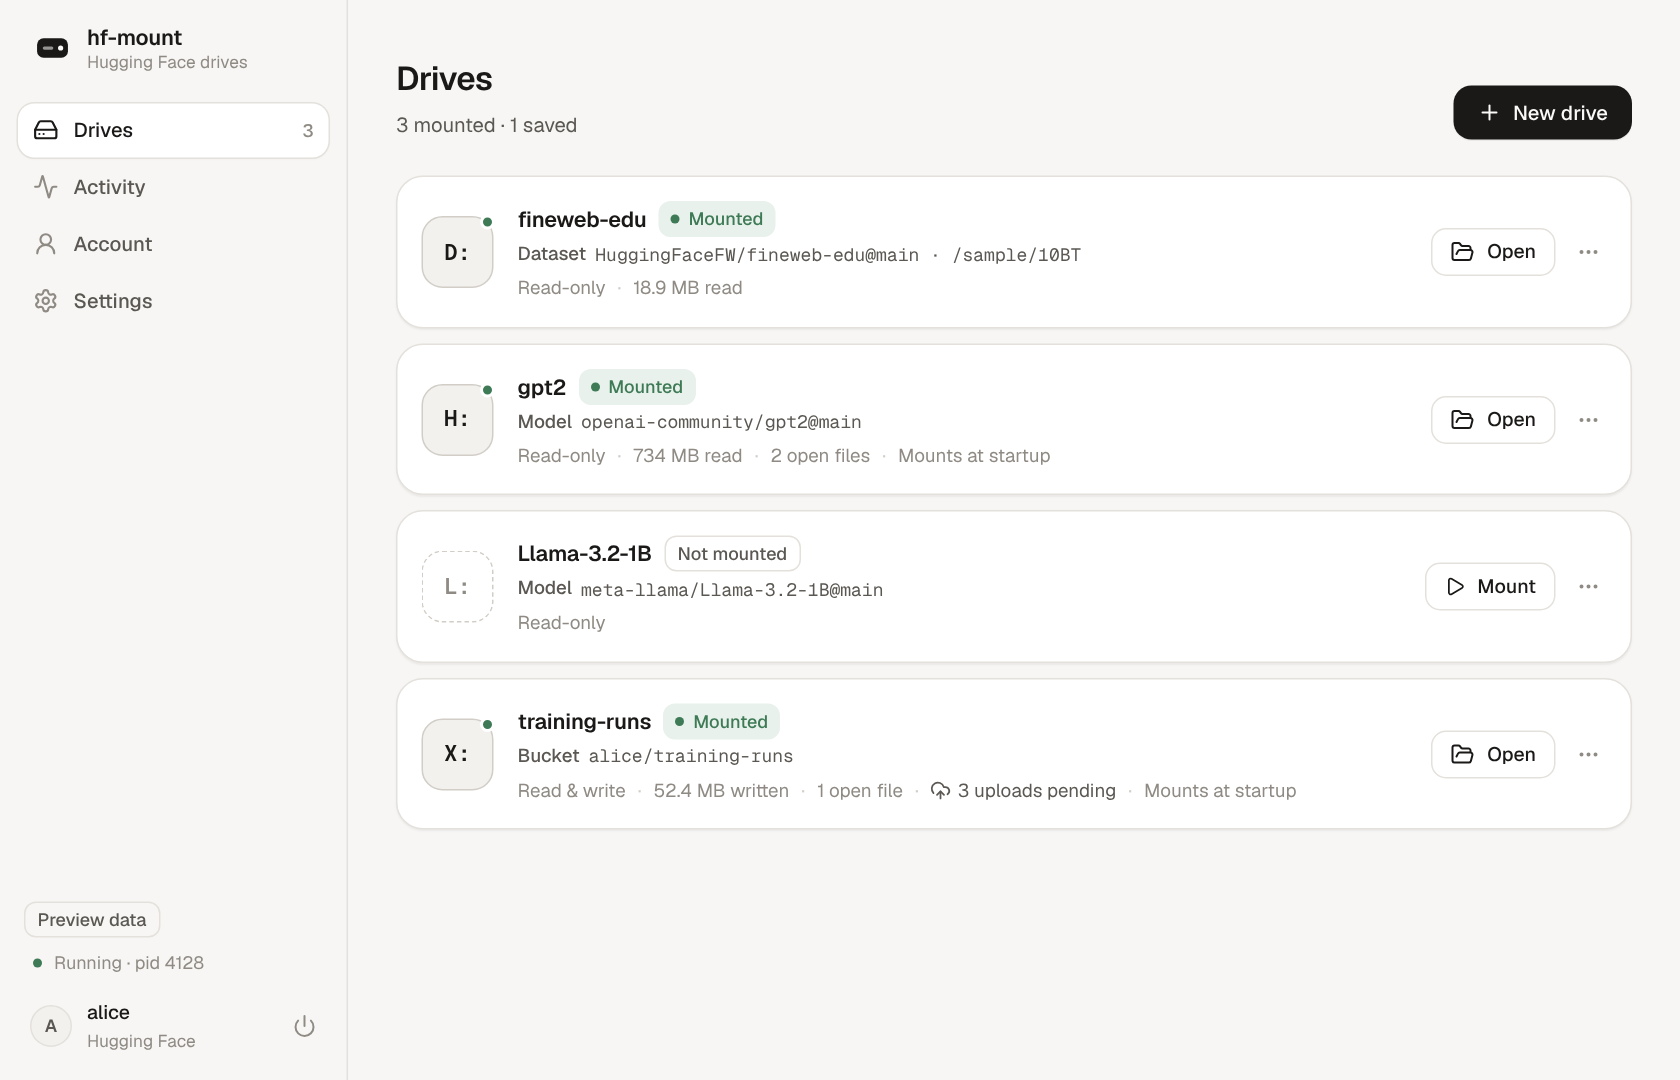 hf-mount
Hugging Face drives
Drives 3
Activity
Account
Settings
Preview data
Running · pid 4128
A
alice
Hugging Face
Drives
3 mounted · 1 saved
New drive
D:
fineweb-edu Mounted
Dataset HuggingFaceFW/fineweb-edu@main · /sample/10BT
Read-only · 18.9 MB read
Open
H:
gpt2 Mounted
Model openai-community/gpt2@main
Read-only · 734 MB read · 2 open files · Mounts at startup
Open
L:
Llama-3.2-1B Not mounted
Model meta-llama/Llama-3.2-1B@main
Read-only
Mount
X:
training-runs Mounted
Bucket alice/training-runs
Read & write · 52.4 MB written · 1 open file · 3 uploads pending · Mounts at startup
Open